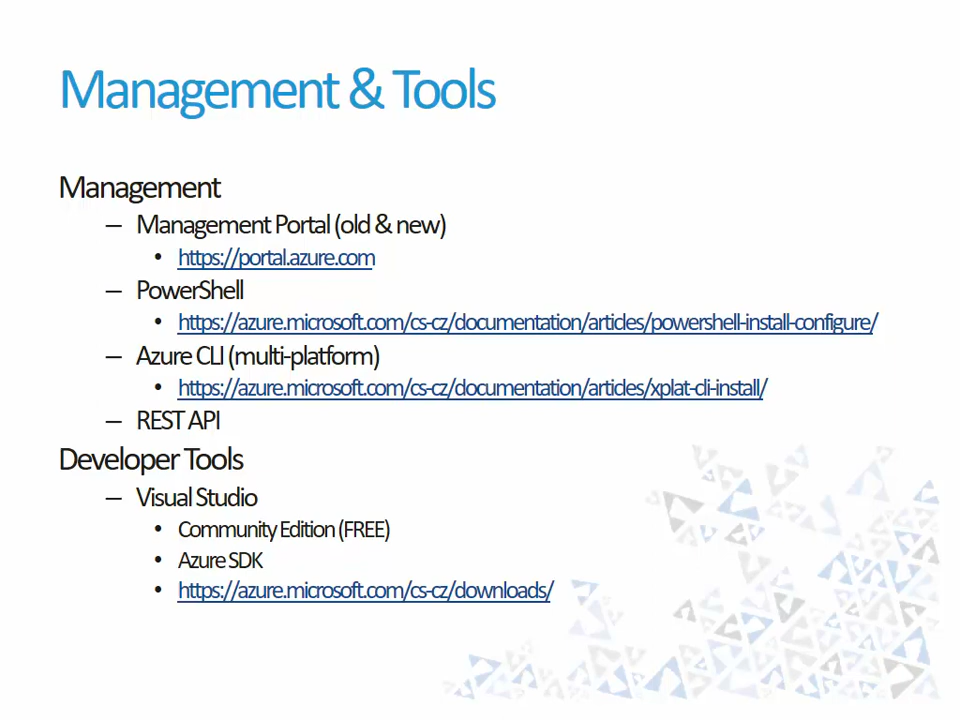 Management & Tools
Management
– Management Portal (old & new)
• https://portal.azure.com
– PowerShell
• https://azure.microsoft.com/cs-cz/documentation/articles/powershell-install-configure/
– Azure CLI (multi-platform)
• https://azure.microsoft.com/cs-cz/documentation/articles/xplat-cli-install/
– REST API
Developer Tools
– Visual Studio
• Community Edition (FREE)
• Azure SDK
• https://azure.microsoft.com/cs-cz/downloads/